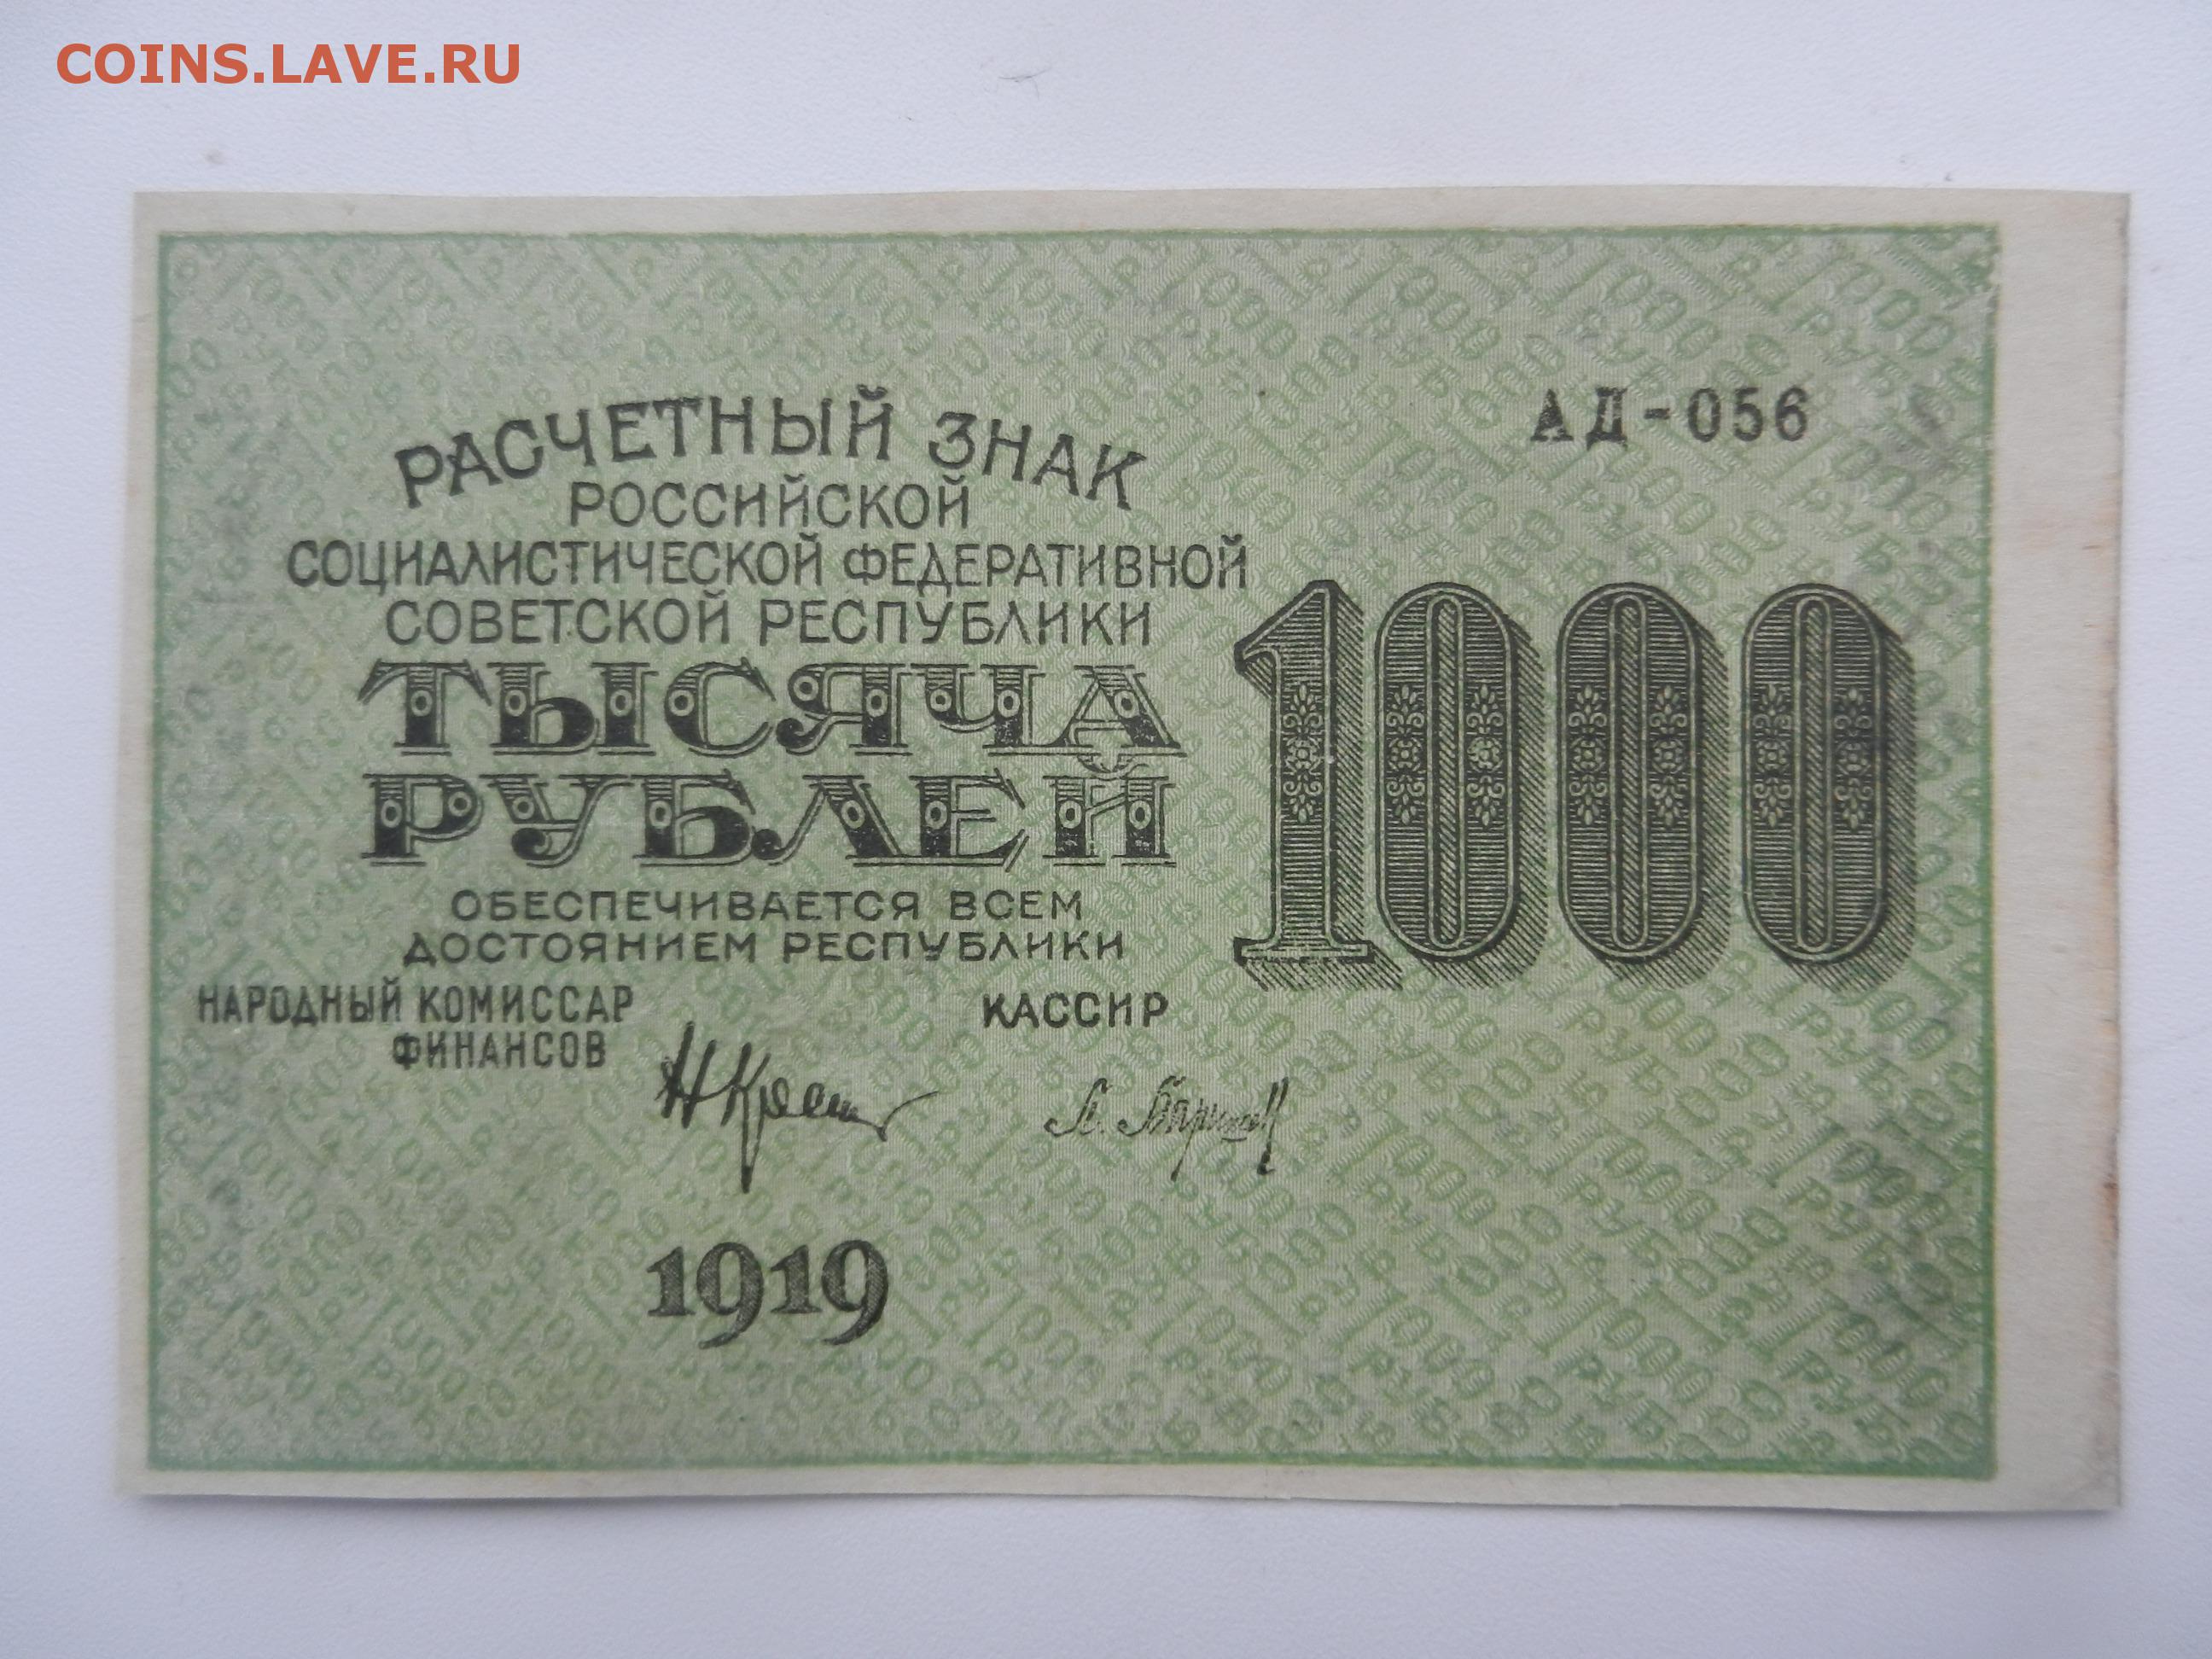 COINS.LAVE.RU
АД-056
РАСЧЕТНЫЙ ЗНАК
РОССИЙСКОЙ
СОЦИАЛИСТИЧЕСКОЙ ФЕДЕРАТИВНОЙ
СОВЕТСКОЙ РЕСПУБЛИКИ
ТЫСЯЧА
РУБЛЕЙ
1000
ОБЕСПЕЧИВАЕТСЯ ВСЕМ
ДОСТОЯНИЕМ РЕСПУБЛИКИ
НАРОДНЫЙ КОМИССАР
ФИНАНСОВ
КАССИР
1919